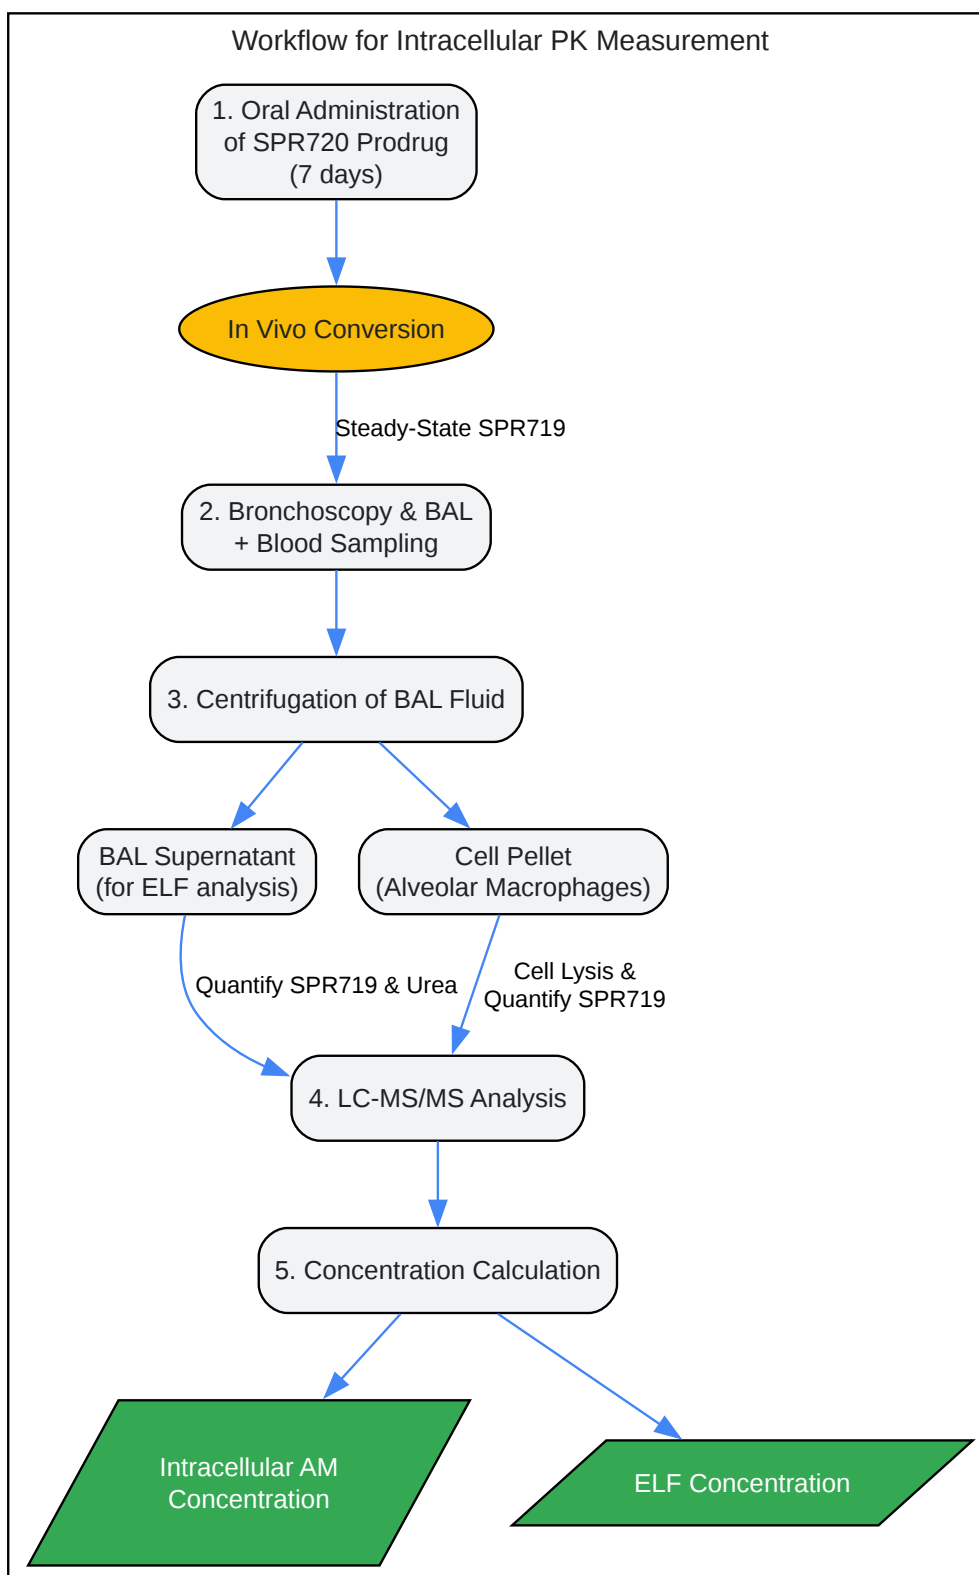 Workflow for Intracellular PK Measurement
1. Oral Administration
of SPR720 Prodrug
(7 days)
In Vivo Conversion
Steady-State SPR719
2. Bronchoscopy & BAL
+ Blood Sampling
3. Centrifugation of BAL Fluid
BAL Supernatant
(for ELF analysis)
Cell Pellet
(Alveolar Macrophages)
Quantify SPR719 & Urea
Cell Lysis &
Quantify SPR719
4. LC-MS/MS Analysis
5. Concentration Calculation
Intracellular AM
Concentration
ELF Concentration